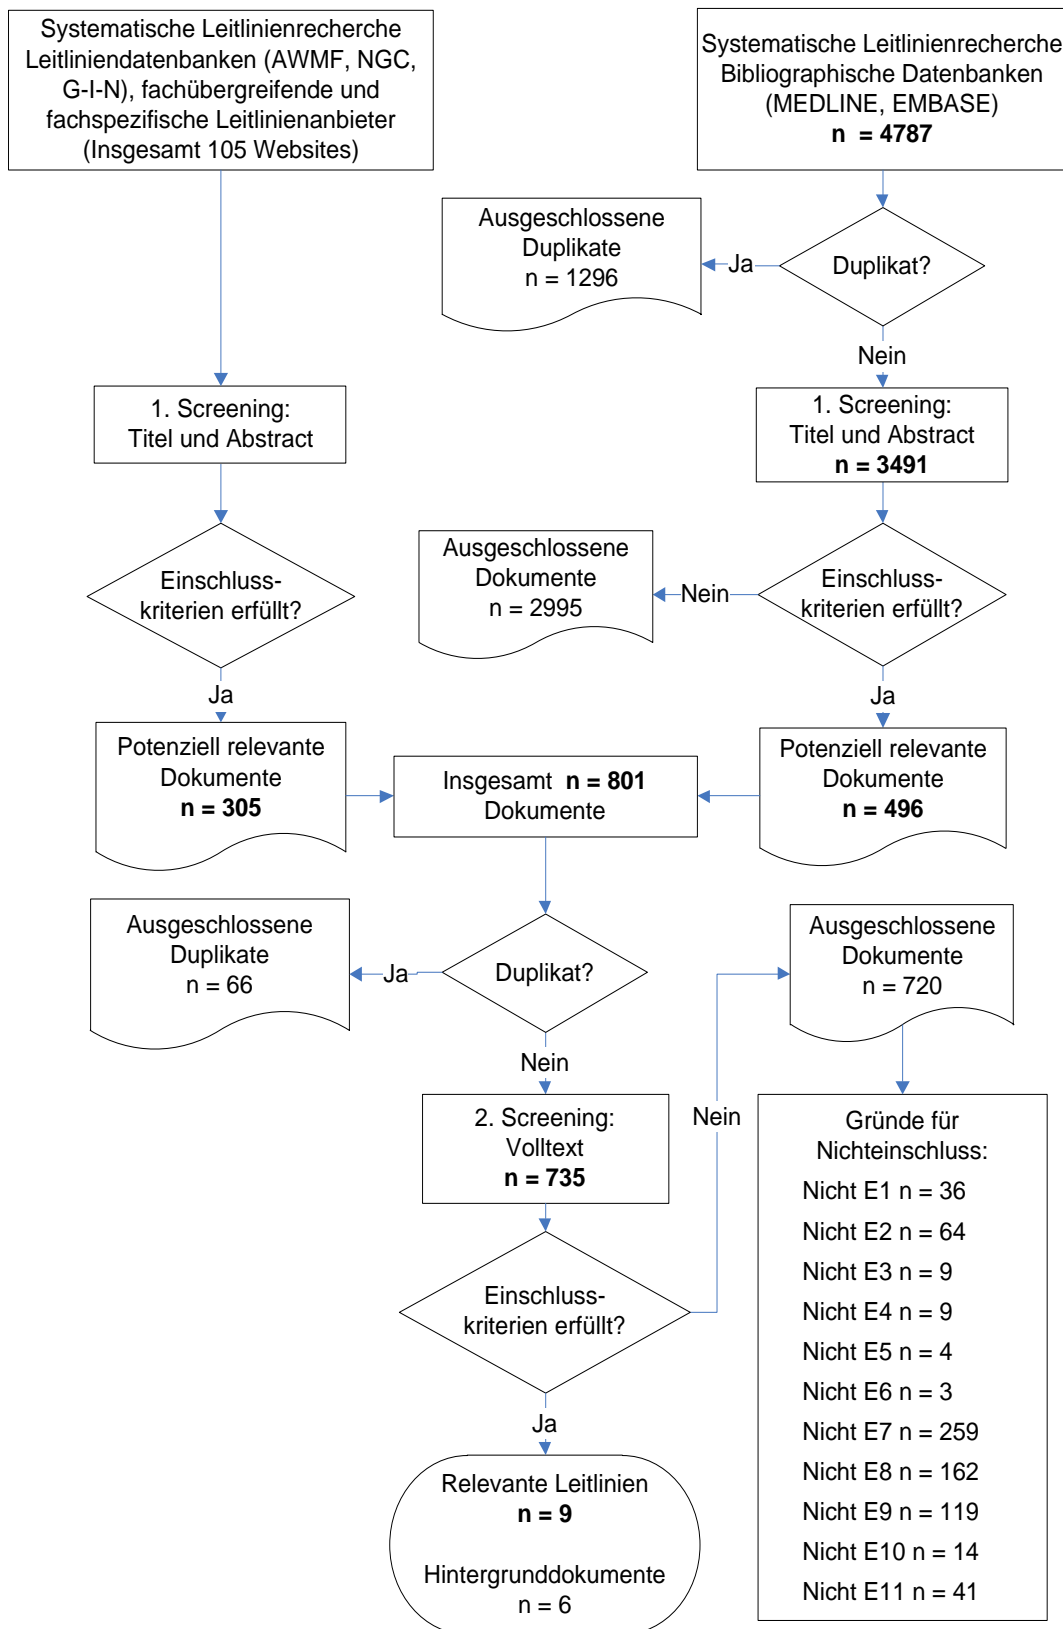 Systematische Leitlinienrecherche
Leitliniendatenbanken (AWMF, NGC,
G-I-N), fachübergreifende und
fachspezifische Leitlinienanbieter
(Insgesamt 105 Websites)
Systematische Leitlinienrecherche
Bibliographische Datenbanken
(MEDLINE, EMBASE)
n = 4787
Ausgeschlossene
Duplikate
n = 1296
Ja
Duplikat?
Nein
1. Screening:
Titel und Abstract
1. Screening:
Titel und Abstract
n = 3491
Einschluss-
kriterien erfüllt?
Ausgeschlossene
Dokumente
n = 2995
Nein
Einschluss-
kriterien erfüllt?
Ja
Ja
Potenziell relevante
Dokumente
n = 305
Insgesamt n = 801
Dokumente
Potenziell relevante
Dokumente
n = 496
Ausgeschlossene
Duplikate
n = 66
Ja
Duplikat?
Ausgeschlossene
Dokumente
n = 720
Nein
2. Screening:
Volltext
n = 735
Nein
Einschluss-
kriterien erfüllt?
Gründe für
Nichteinschluss:
Nicht E1 n = 36
Nicht E2 n = 64
Nicht E3 n = 9
Nicht E4 n = 9
Nicht E5 n = 4
Nicht E6 n = 3
Nicht E7 n = 259
Nicht E8 n = 162
Nicht E9 n = 119
Nicht E10 n = 14
Nicht E11 n = 41
Ja
Relevante Leitlinien
n = 9
Hintergrunddokumente
n = 6